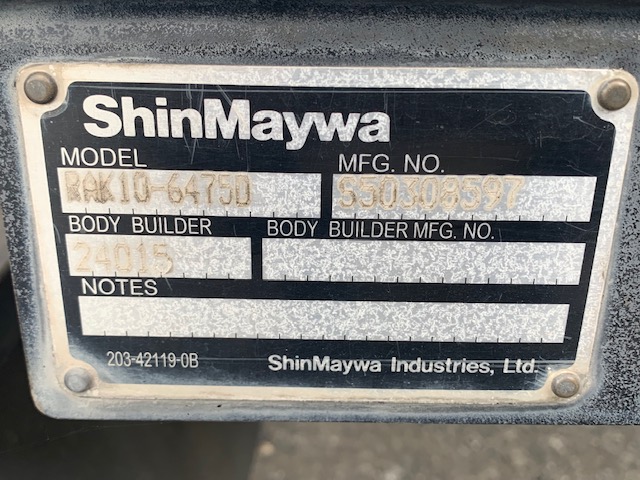 ShinMaywa
MODEL MFG. NO.
RAK10-6475D S50308597
BODY BUILDER BODY BUILDER MFG. NO.
24015
NOTES
203-42119-0B ShinMaywa Industries, Ltd.